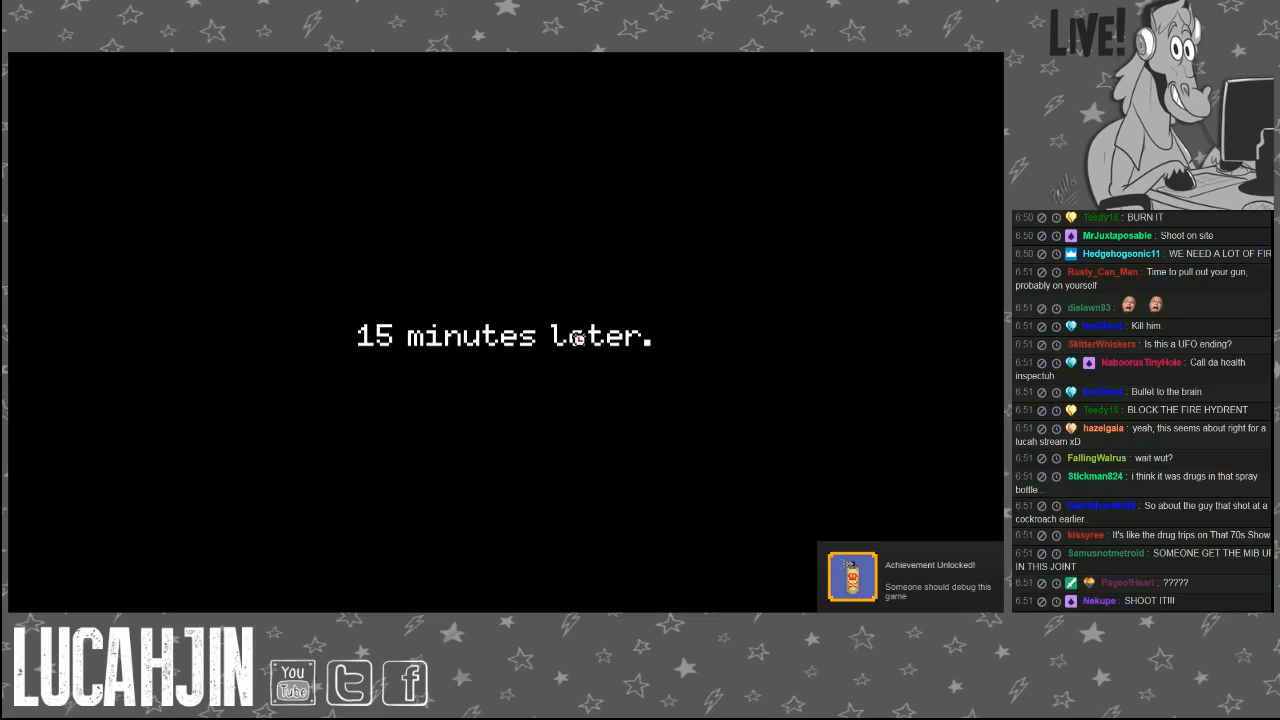 LIVE!
15 minutes later.
Achievement Unlocked!
Someone should debug this
game
6:50 Teedy15: BURN IT
6:50 MrJuxtaposable: Shoot on site
6:50 Hedgehogsonic11: WE NEED A LOT OF FIR
6:51 Rusty_Can_Man: Time to pull out your gun,
probably on yourself
6:51 dielawn93:
6:51 Kill him
6:51 SkitterWhiskers: Is this a UFO ending?
6:51 NaboorusTinyHole: Call da health
inspectuh
6:51 Bullet to the brain
6:51 Teedy15: BLOCK THE FIRE HYDRENT
6:51 hazelgaia: yeah, this seems about right for a
lucah stream xD
6:51 FallingWalrus: wait wut?
6:51 Stickman824: i think it was drugs in that spray
bottle...
6:51 So about the guy that shot at a
cockroach earlier..
6:51 kissyree: It's like the drug trips on That 70s Show
6:51 Samusnotmetroid: SOMEONE GET THE MIB UP
IN THIS JOINT
6:51 PageofHeart: ?????
6:51 Nekupe: SHOOT IT!!!
LUCAHJIN
You
Tube
t
f